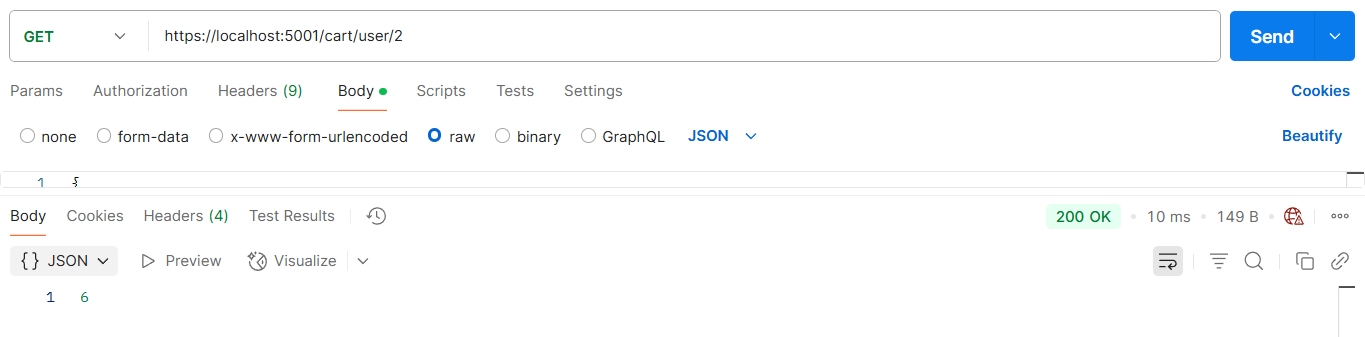 GET https://localhost:5001/cart/user/2 Send
Params Authorization Headers (9) Body Scripts Tests Settings Cookies
none form-data x-www-form-urlencoded raw binary GraphQL JSON Beautify
1 {
Body Cookies Headers (4) Test Results 200 OK • 10 ms • 149 B •
{} JSON Preview Visualize
1 6